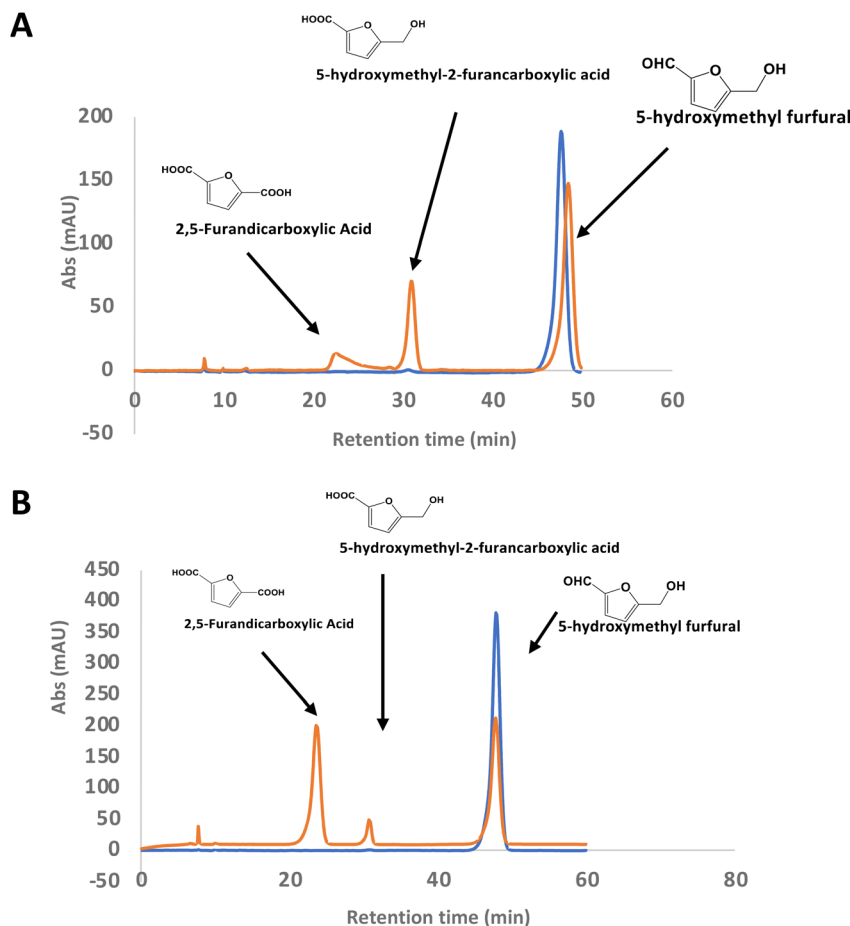 A
HOOC
O
OH
5-hydroxymethyl-2-furancarboxylic acid
OHC
O
OH
5-hydroxymethyl furfural
HOOC
O
COOH
2,5-Furandicarboxylic Acid
200
150
100
50
0
-50
Abs (mAU)
0 10 20 30 40 50 60
Retention time (min)
B
HOOC
O
OH
5-hydroxymethyl-2-furancarboxylic acid
HOOC
O
COOH
2,5-Furandicarboxylic Acid
OHC
O
OH
5-hydroxymethyl furfural
450
400
350
300
250
200
150
100
50
0
-50
Abs (mAU)
0 20 40 60 80
Retention time (min)